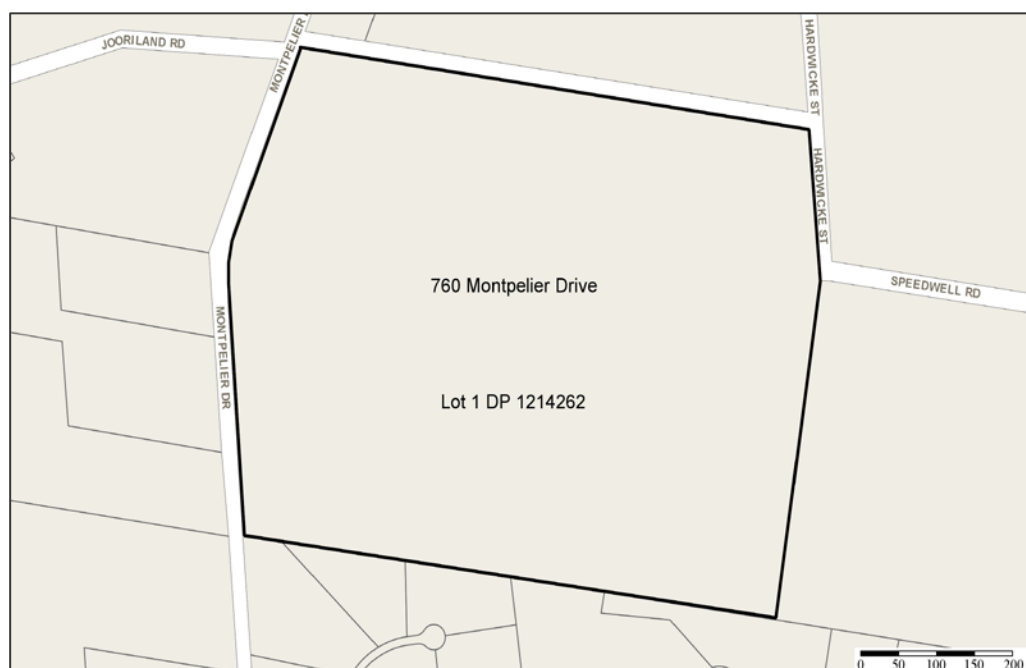 JOORILAND RD
MONTPELIER
HARDWICKE ST
HARDWICKE ST
760 Montpelier Drive
SPEEDWELL RD
MONTPELIER DR
Lot 1 DP 1214262
0 50 100 150 200